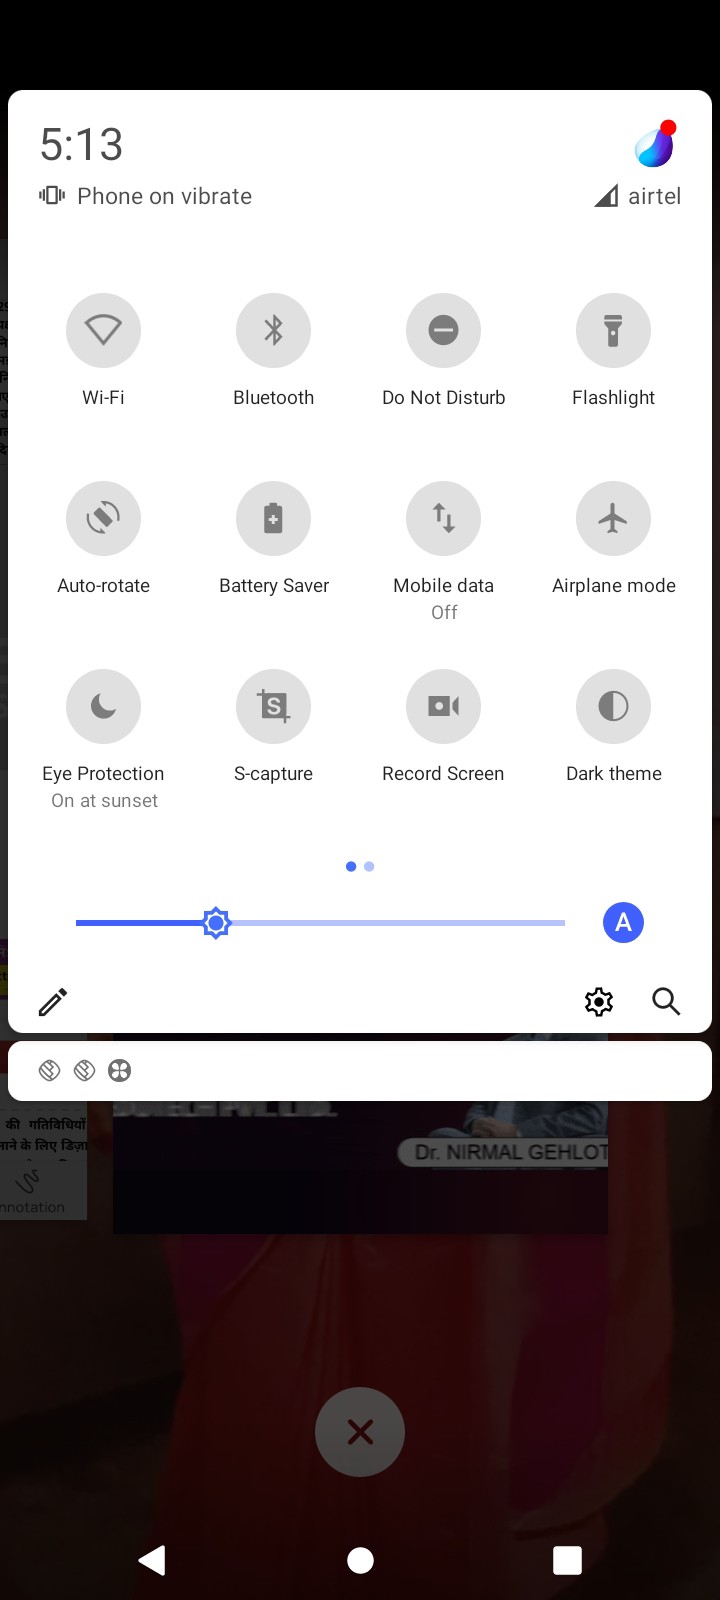 5:13
Phone on vibrate
airtel
Wi-Fi
Bluetooth
Do Not Disturb
Flashlight
Auto-rotate
Battery Saver
Mobile data
Off
Airplane mode
Eye Protection
On at sunset
S
S-capture
Record Screen
Dark theme
A
की गतिविधियों
के लिए
Dr. NIRMAL GEHLOT
nnotation